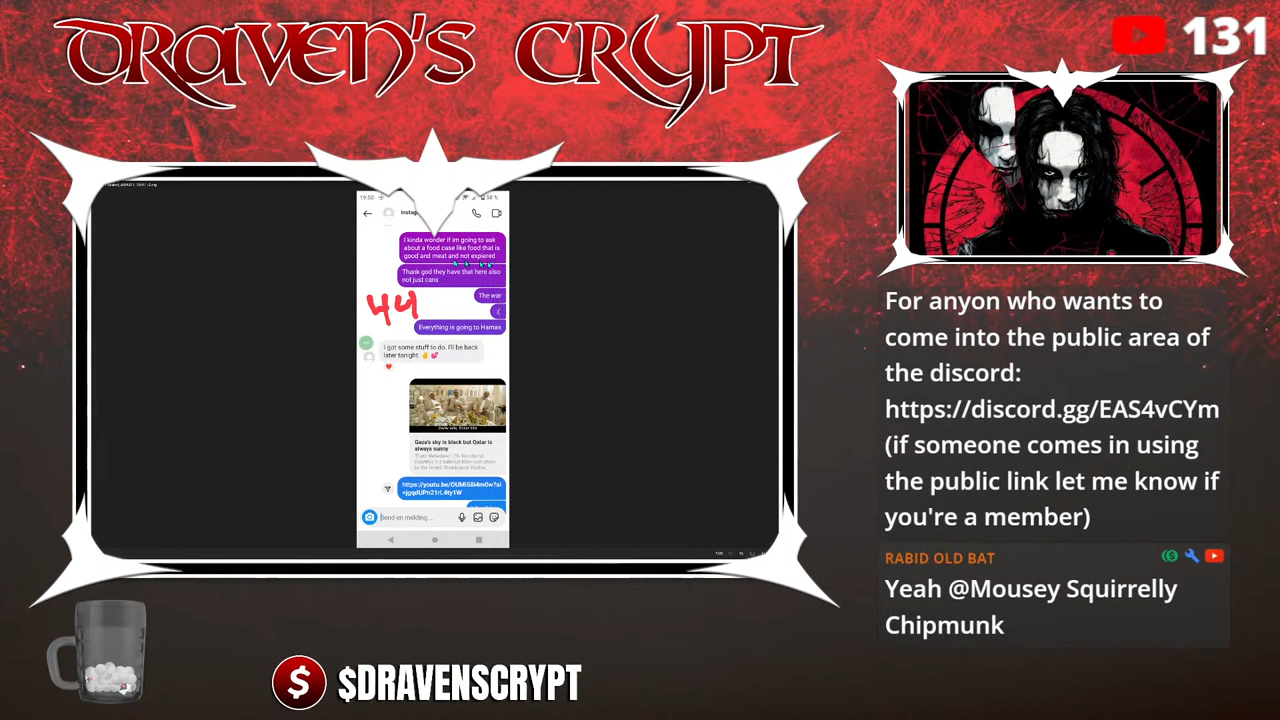 DRAVEN'S CRYPT
131
19:50
38 %
I kinda wonder if im going to ask
about a food case like food that is
good and meat and not expiered
Thank god they have that here also
not just cans
The war
:(
Everything is going to Hamas
44
I got some stuff to do. I'll be back
later tonight. 🤚 💕
❤️
Gaza's sky is black but Qatar is
always sunny
Send en melding ...
For anyon who wants to
come into the public area of
the discord:
https://discord.gg/EAS4vCYm
(if someone comes in using
the public link let me know if
you're a member)
RABID OLD BAT
Yeah @Mousey Squirrelly
Chipmunk
$ $DRAVENSCRYPT